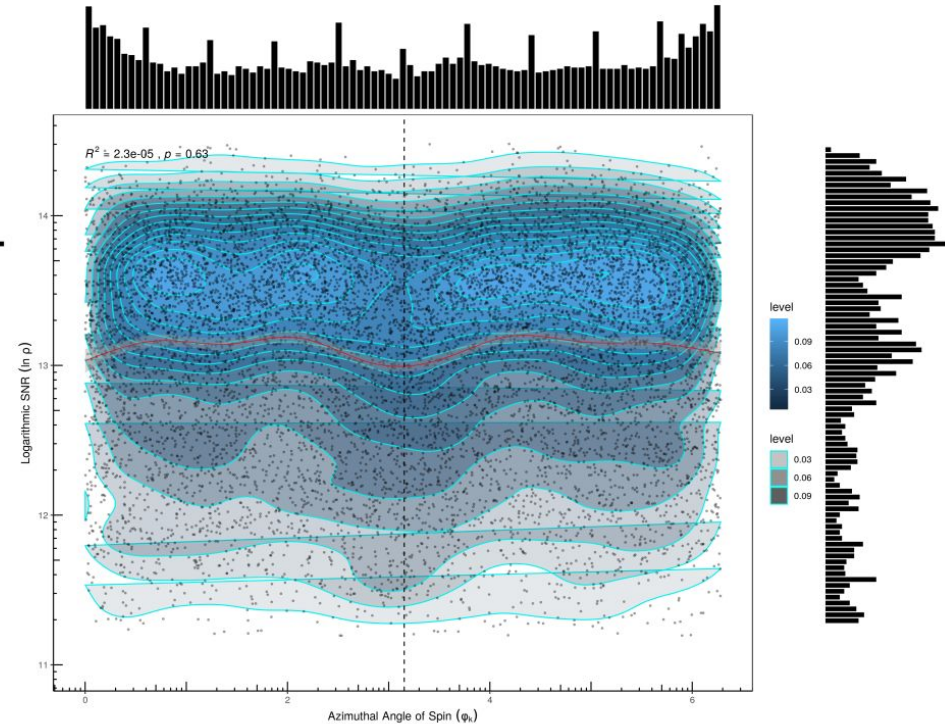 R² = 2.3e-05 , p = 0.63
14
13
12
11
Logarithmic SNR (ln ρ)
0
2
4
6
Azimuthal Angle of Spin (φk)
level
0.09
0.06
0.03
level
0.03
0.06
0.09